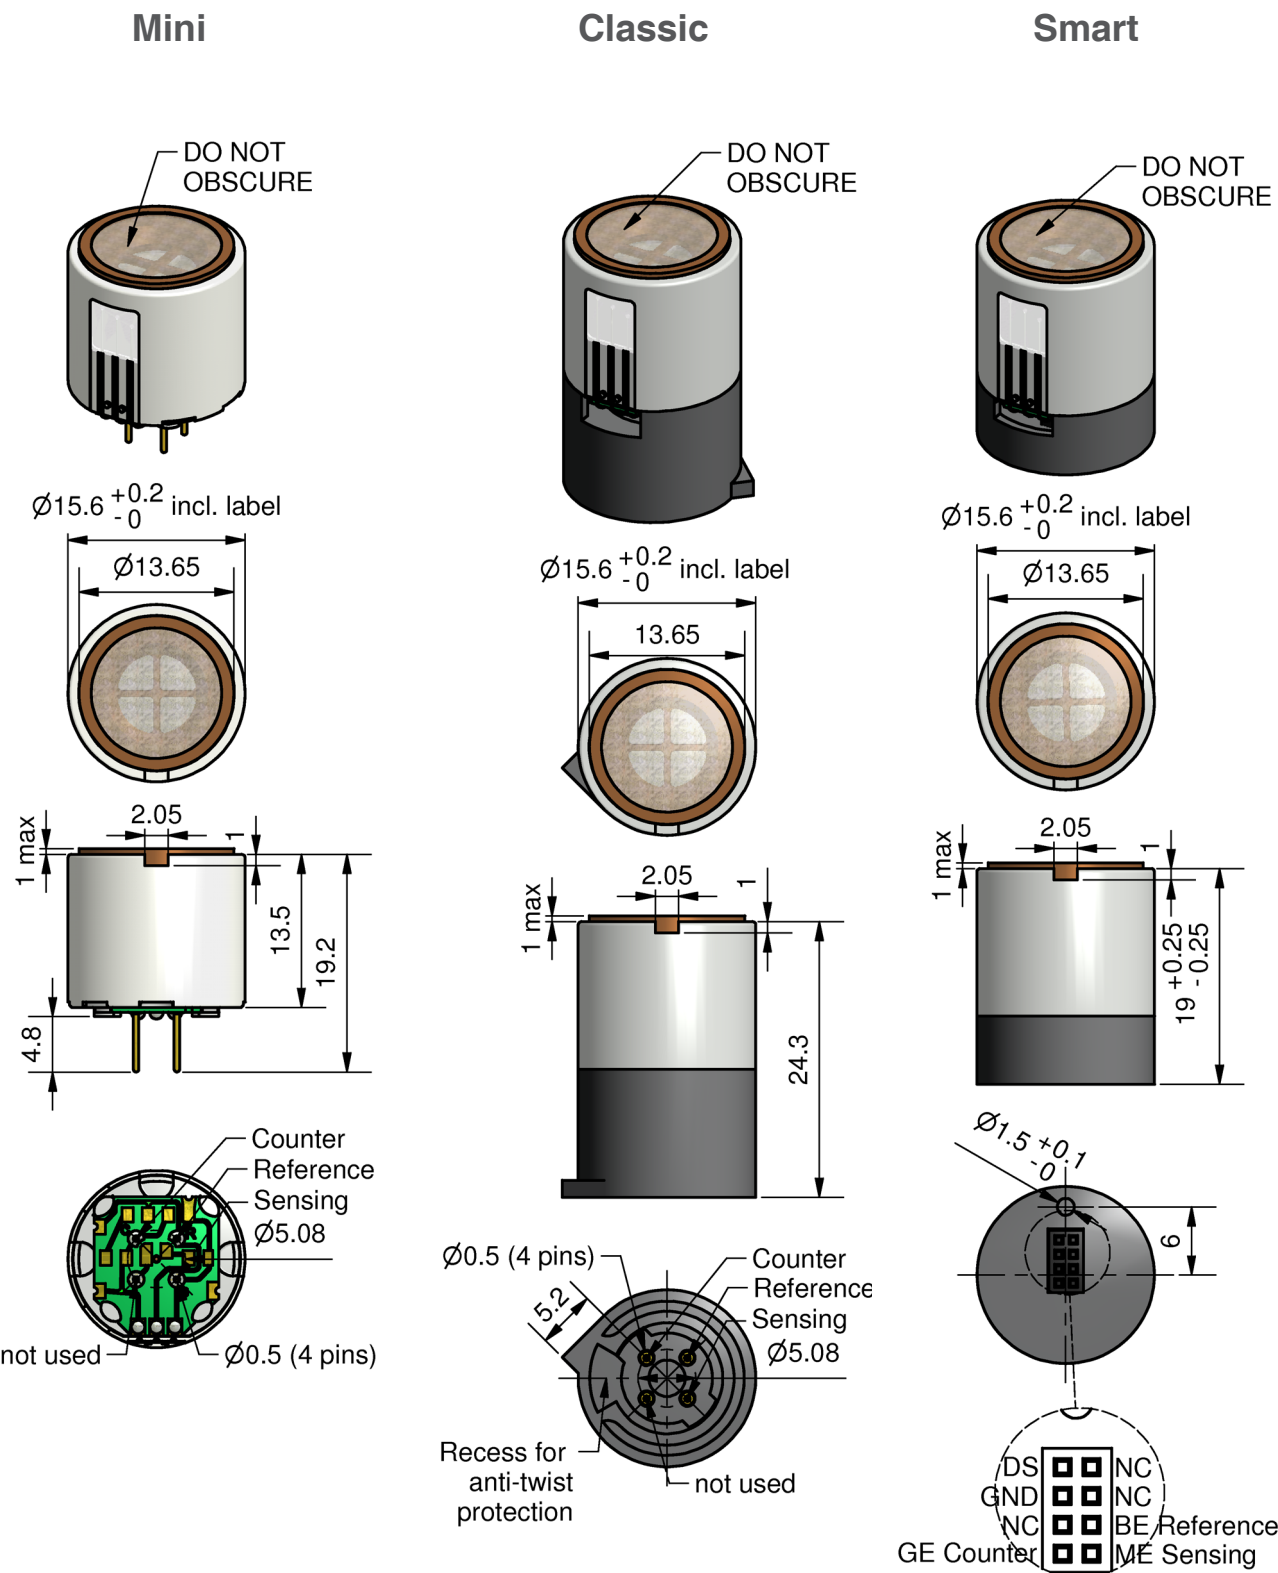 Mini
Classic
Smart
DO NOT
OBSCURE
DO NOT
OBSCURE
DO NOT
OBSCURE
Ø15.6 +0.2 incl. label
- 0
Ø13.65
Ø15.6 +0.2 incl. label
- 0
13.65
Ø15.6 +0.2 incl. label
- 0
Ø13.65
1 max
2.05
1
13.5
19.2
4.8
1 max
2.05
1
24.3
1 max
2.05
1
19 +0.25
- 0.25
Counter
Reference
Sensing
Ø5.08
not used
Ø0.5 (4 pins)
Ø0.5 (4 pins)
5.2
Counter
Reference
Sensing
Ø5.08
Recess for
anti-twist
protection
not used
Ø1.5 +0.1
-0
6
DS NC
GND NC
NC BE Reference
GE Counter ME Sensing